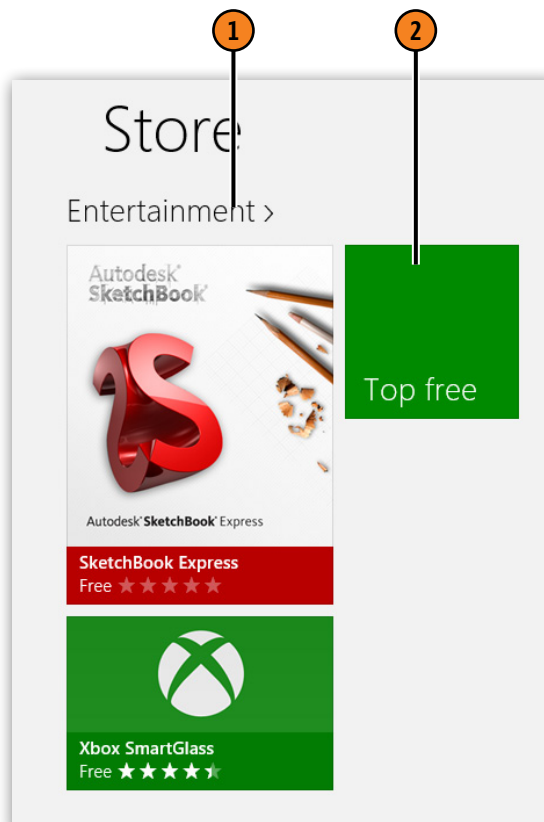 1 2
Store
Entertainment >
Autodesk®
SketchBook®
Top free
Autodesk® SketchBook® Express
SketchBook Express
Free
Xbox SmartGlass
Free